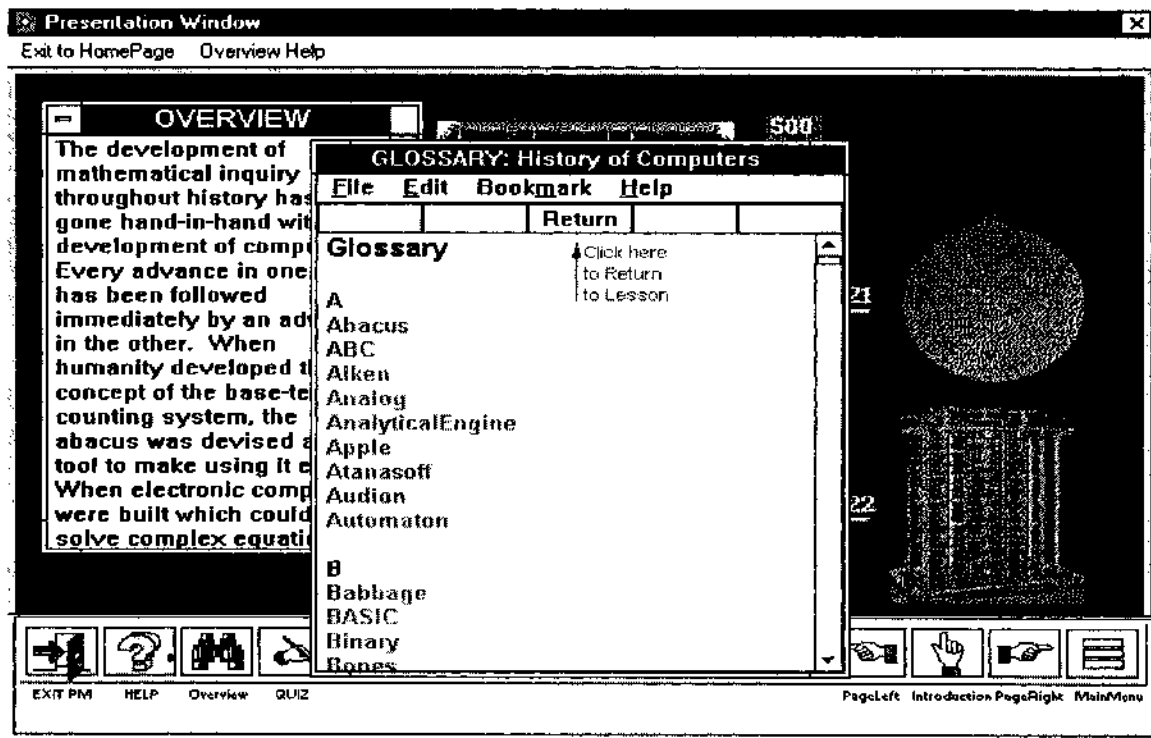 Presentation Window
Exit to HomePage Overview Help
OVERVIEW
The development of
mathematical inquiry
throughout history has
gone hand-in-hand wit
development of compu
Every advance in one
has been followed
immediately by an adv
in the other. When
humanity developed th
concept of the base-te
counting system, the
abacus was devised a
tool to make using it e
When electronic comp
were built which could
solve complex equati
500
21
22
GLOSSARY: History of Computers
File Edit Bookmark Help
Return
Glossary
Click here
to Return
to Lesson
A
Abacus
ABC
Aiken
Analog
AnalyticalEngine
Apple
Atanasoff
Audion
Automaton
B
Babbage
BASIC
Binary
Bones
EXIT PM HELP Overview QUIZ PageLeft Introduction PageRight MainMenu